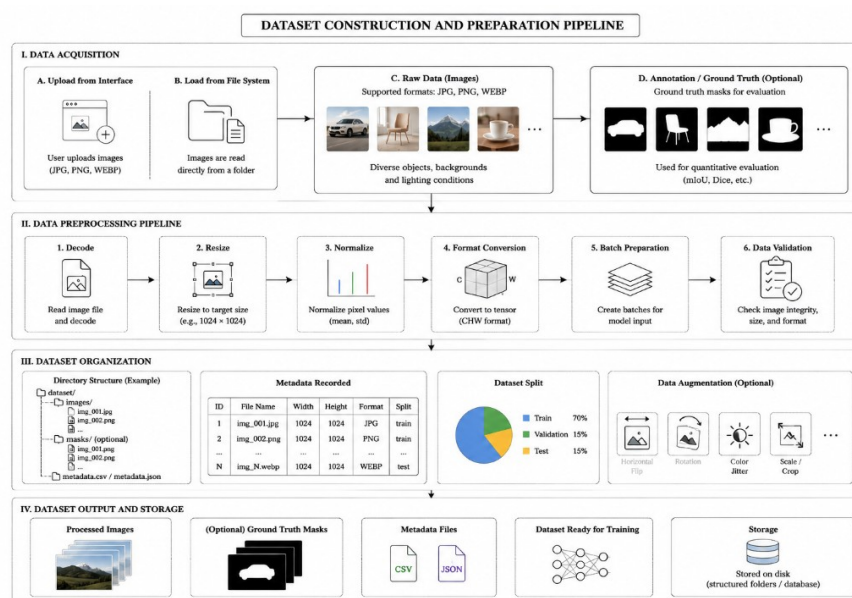 DATASET CONSTRUCTION AND PREPARATION PIPELINE
I. DATA ACQUISITION
A. Upload from Interface
User uploads images
(JPG, PNG, WEBP)
B. Load from File System
Images are read
directly from a folder
C. Raw Data (Images)
Supported formats: JPG, PNG, WEBP
...
Diverse objects, backgrounds
and lighting conditions
D. Annotation / Ground Truth (Optional)
Ground truth masks for evaluation
...
Used for quantitative evaluation
(mIoU, Dice, etc.)
II. DATA PREPROCESSING PIPELINE
1. Decode
Read image file
and decode
2. Resize
Resize to target size
(e.g., 1024 × 1024)
3. Normalize
Normalize pixel values
(mean, std)
4. Format Conversion
C
W
Convert to tensor
(CHW format)
5. Batch Preparation
Create batches for
model input
6. Data Validation
Check image integrity,
size, and format
III. DATASET ORGANIZATION
Directory Structure (Example)
dataset/
images/
img_001.jpg
img_002.png
...
masks/ (optional)
img_001.png
img_002.png
...
metadata.csv / metadata.json
Metadata Recorded
ID File Name Width Height Format Split
1 img_001.jpg 1024 1024 JPG train
2 img_002.png 1024 1024 PNG train
... ... ... ... ...
N img_N.webp 1024 1024 WEBP test
Dataset Split
Train 70%
Validation 15%
Test 15%
Data Augmentation (Optional)
Horizontal
Flip
Rotation
Color
Jitter
Scale /
Crop
...
IV. DATASET OUTPUT AND STORAGE
Processed Images
(Optional) Ground Truth Masks
Metadata Files
CSV
JSON
Dataset Ready for Training
Storage
Stored on disk
(structured folders / database)